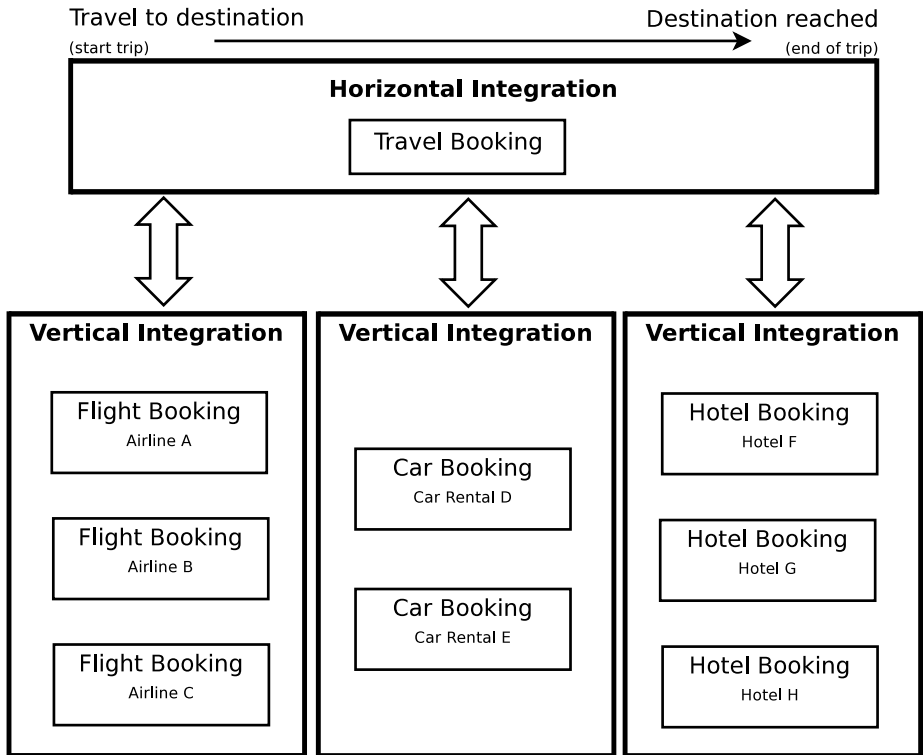 Travel to destination
Destination reached
(start trip)
(end of trip)
Horizontal Integration
Travel Booking
Vertical Integration
Flight Booking
Airline A
Flight Booking
Airline B
Flight Booking
Airline C
Vertical Integration
Car Booking
Car Rental D
Car Booking
Car Rental E
Vertical Integration
Hotel Booking
Hotel F
Hotel Booking
Hotel G
Hotel Booking
Hotel H